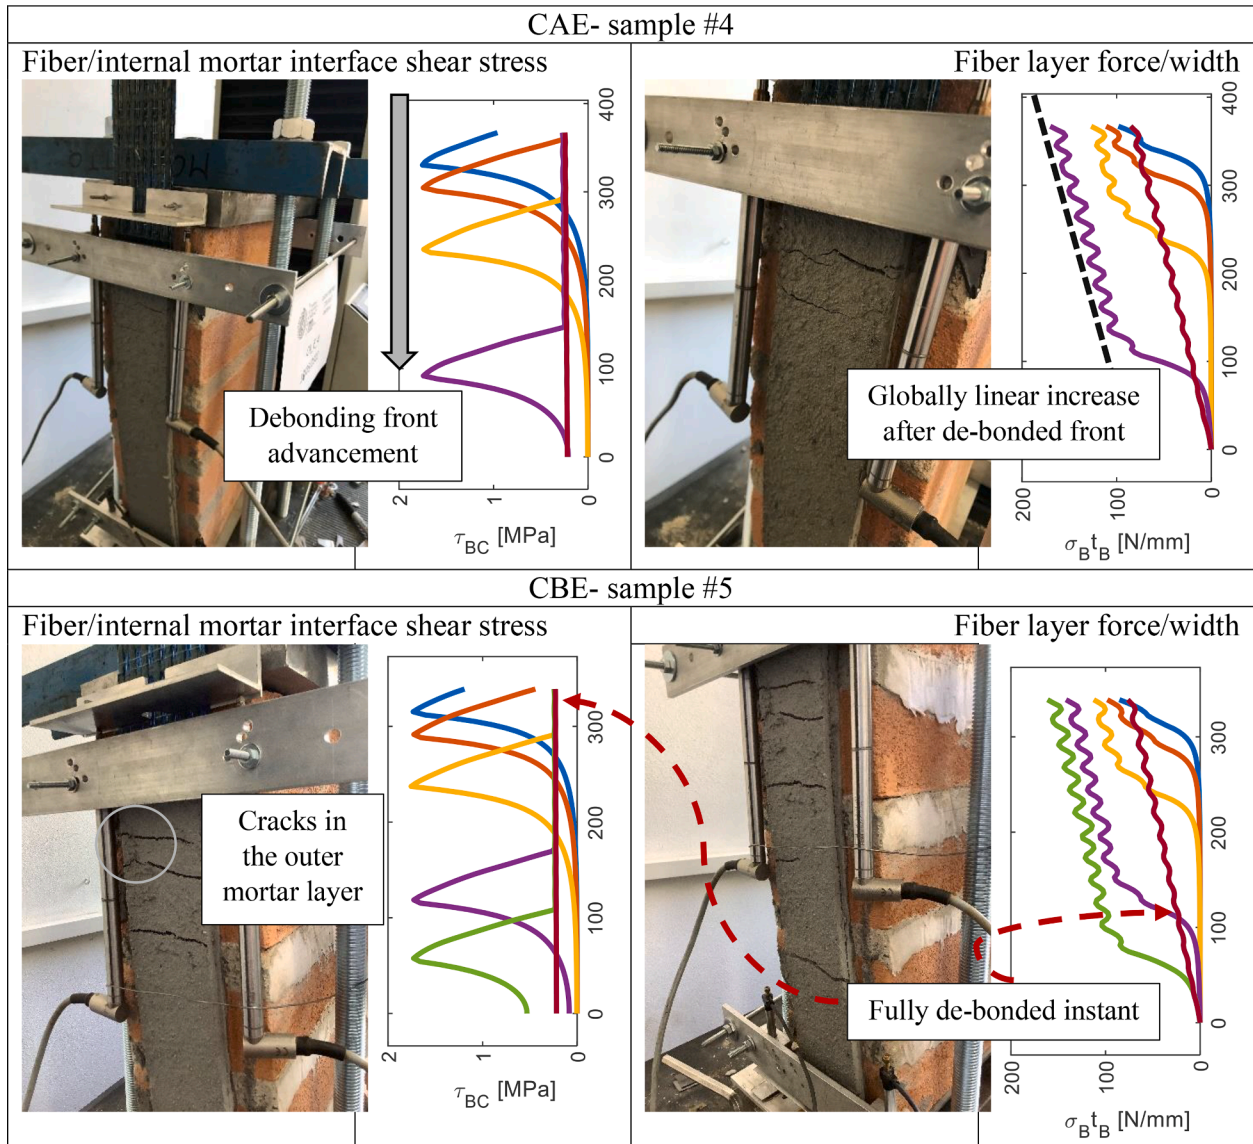 CAE- sample #4
Fiber/internal mortar interface shear stress
Fiber layer force/width
400
300
200
100
0
2
1
0
τBC [MPa]
Debonding front
advancement
400
300
200
100
0
200
100
0
σBtB [N/mm]
Globally linear increase
after de-bonded front
CBE- sample #5
Fiber/internal mortar interface shear stress
Fiber layer force/width
300
200
100
0
2
1
0
τBC [MPa]
Cracks in
the outer
mortar layer
300
200
100
0
200
100
0
σBtB [N/mm]
Fully de-bonded instant